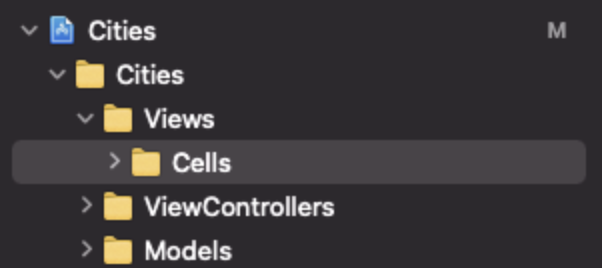 Cities M
Cities
Views
Cells
ViewControllers
Models